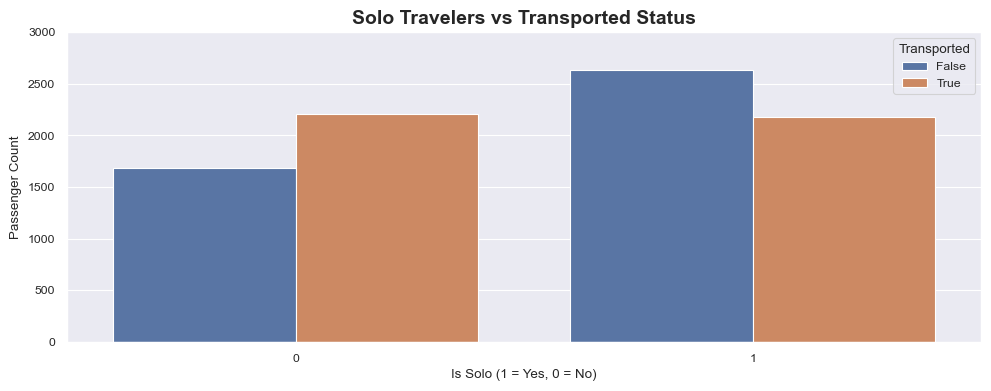 Solo Travelers vs Transported Status
Transported
False
True
Passenger Count
3000
2500
2000
1500
1000
500
0
0
1
Is Solo (1 = Yes, 0 = No)